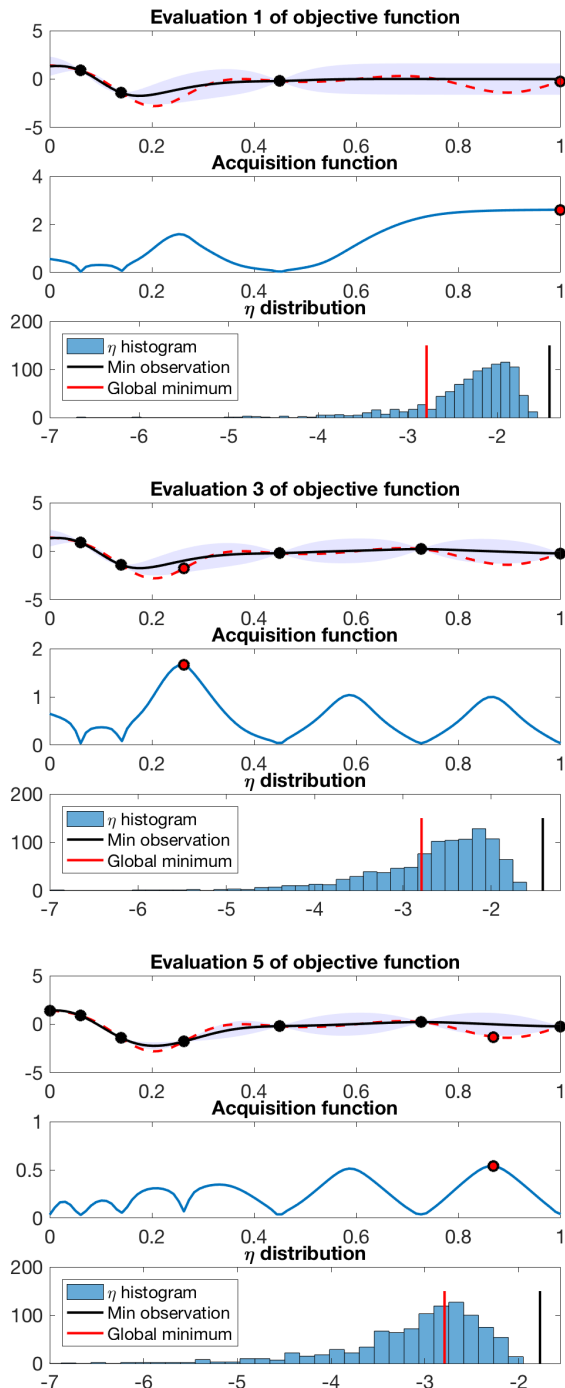 Evaluation 1 of objective function
5
0
-5
0 0.2 0.4 0.6 0.8 1
Acquisition function
4
2
0
0 0.2 0.4 0.6 0.8 1
η distribution
200
100
0
η histogram
Min observation
Global minimum
-7 -6 -5 -4 -3 -2
Evaluation 3 of objective function
5
0
-5
0 0.2 0.4 0.6 0.8 1
Acquisition function
2
1
0
0 0.2 0.4 0.6 0.8 1
η distribution
200
100
0
η histogram
Min observation
Global minimum
-7 -6 -5 -4 -3 -2
Evaluation 5 of objective function
5
0
-5
0 0.2 0.4 0.6 0.8 1
Acquisition function
1
0.5
0
0 0.2 0.4 0.6 0.8 1
η distribution
200
100
0
η histogram
Min observation
Global minimum
-7 -6 -5 -4 -3 -2